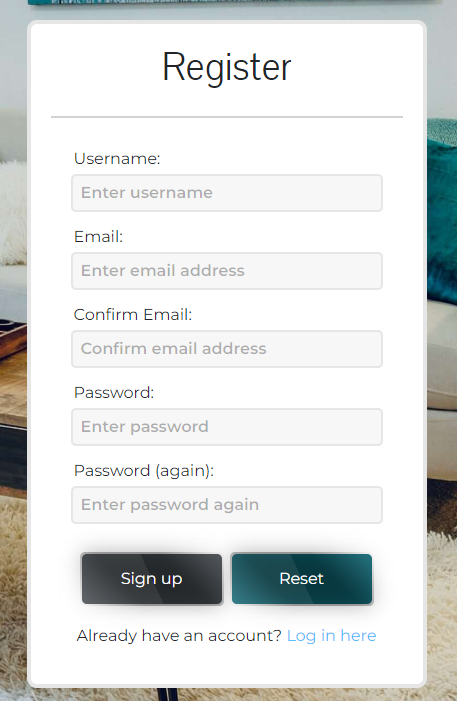 Register
Username:
Enter username
Email:
Enter email address
Confirm Email:
Confirm email address
Password:
Enter password
Password (again):
Enter password again
Sign up Reset
Already have an account? Log in here